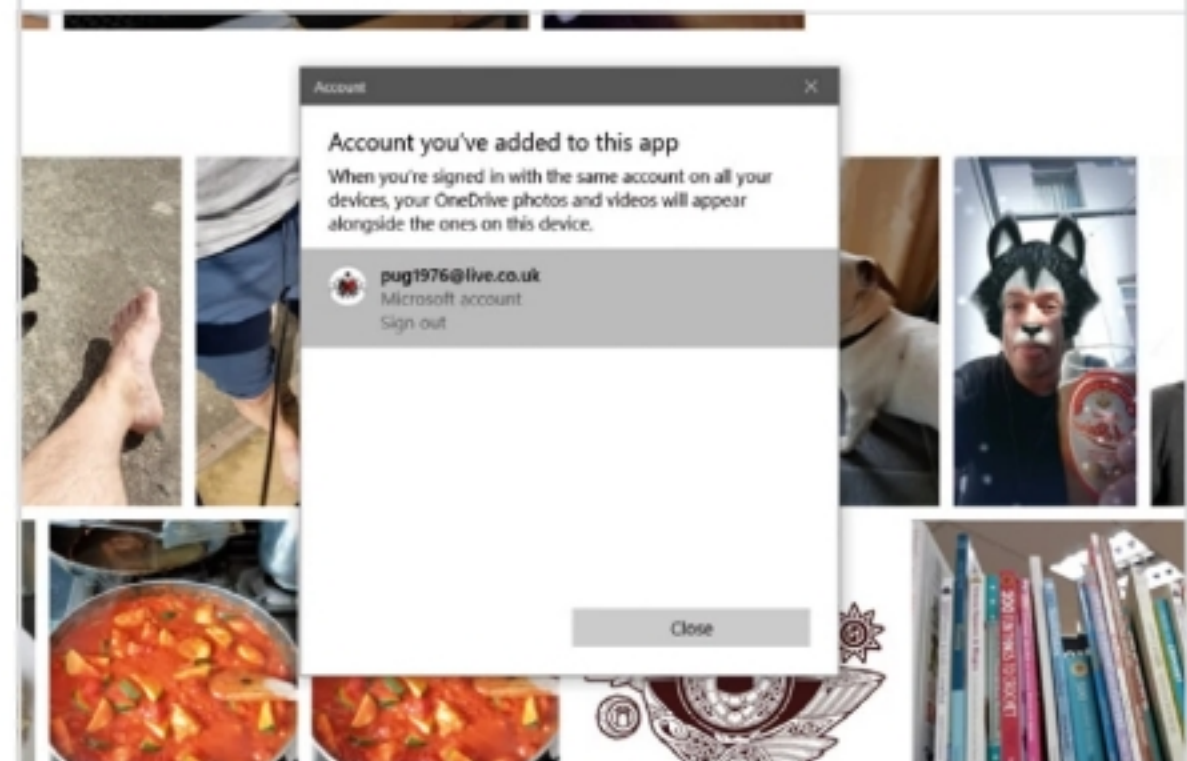 Account
Account you've added to this app
When you're signed in with the same account on all your
devices, your OneDrive photos and videos will appear
alongside the ones on this device.
pug1976@live.co.uk
Microsoft account
Sign out
Close